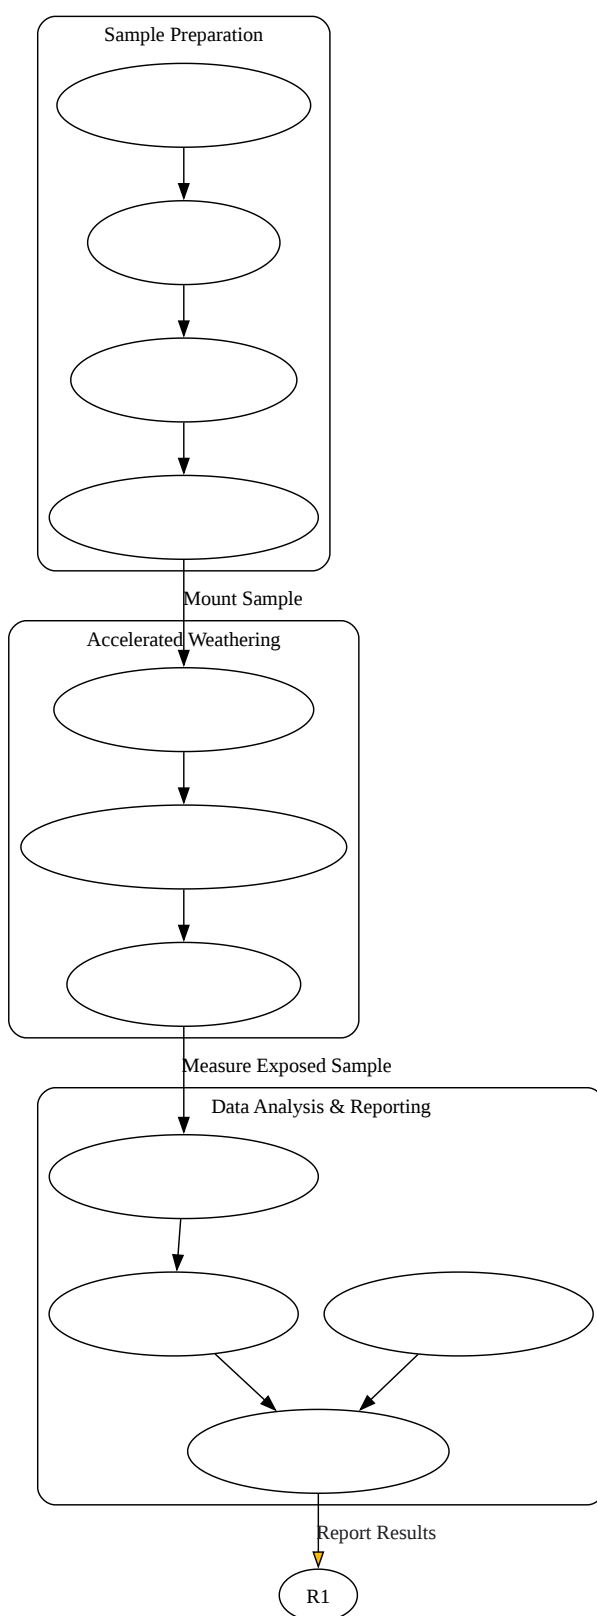 Sample Preparation
Mount Sample
Accelerated Weathering
Measure Exposed Sample
Data Analysis & Reporting
Report Results
R1